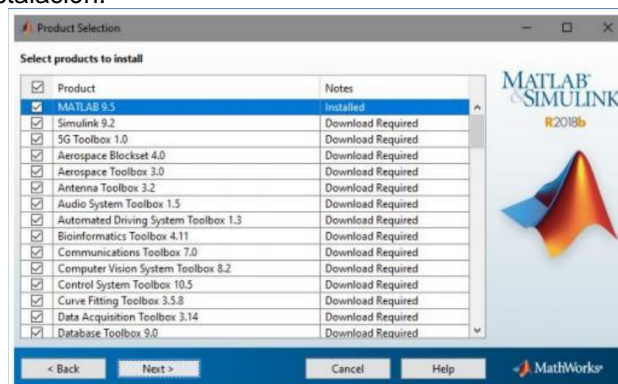 Product Selection
Select products to install
Product Notes
MATLAB 9.5 Installed
Simulink 9.2 Download Required
5G Toolbox 1.0 Download Required
Aerospace Blockset 4.0 Download Required
Aerospace Toolbox 3.0 Download Required
Antenna Toolbox 3.2 Download Required
Audio System Toolbox 1.5 Download Required
Automated Driving System Toolbox 1.3 Download Required
Bioinformatics Toolbox 4.11 Download Required
Communications Toolbox 7.0 Download Required
Computer Vision System Toolbox 8.2 Download Required
Control System Toolbox 10.5 Download Required
Curve Fitting Toolbox 3.5.8 Download Required
Data Acquisition Toolbox 3.14 Download Required
Database Toolbox 9.0 Download Required
MATLAB®
&SIMULINK
R2018b
< Back Next > Cancel Help MathWorks®